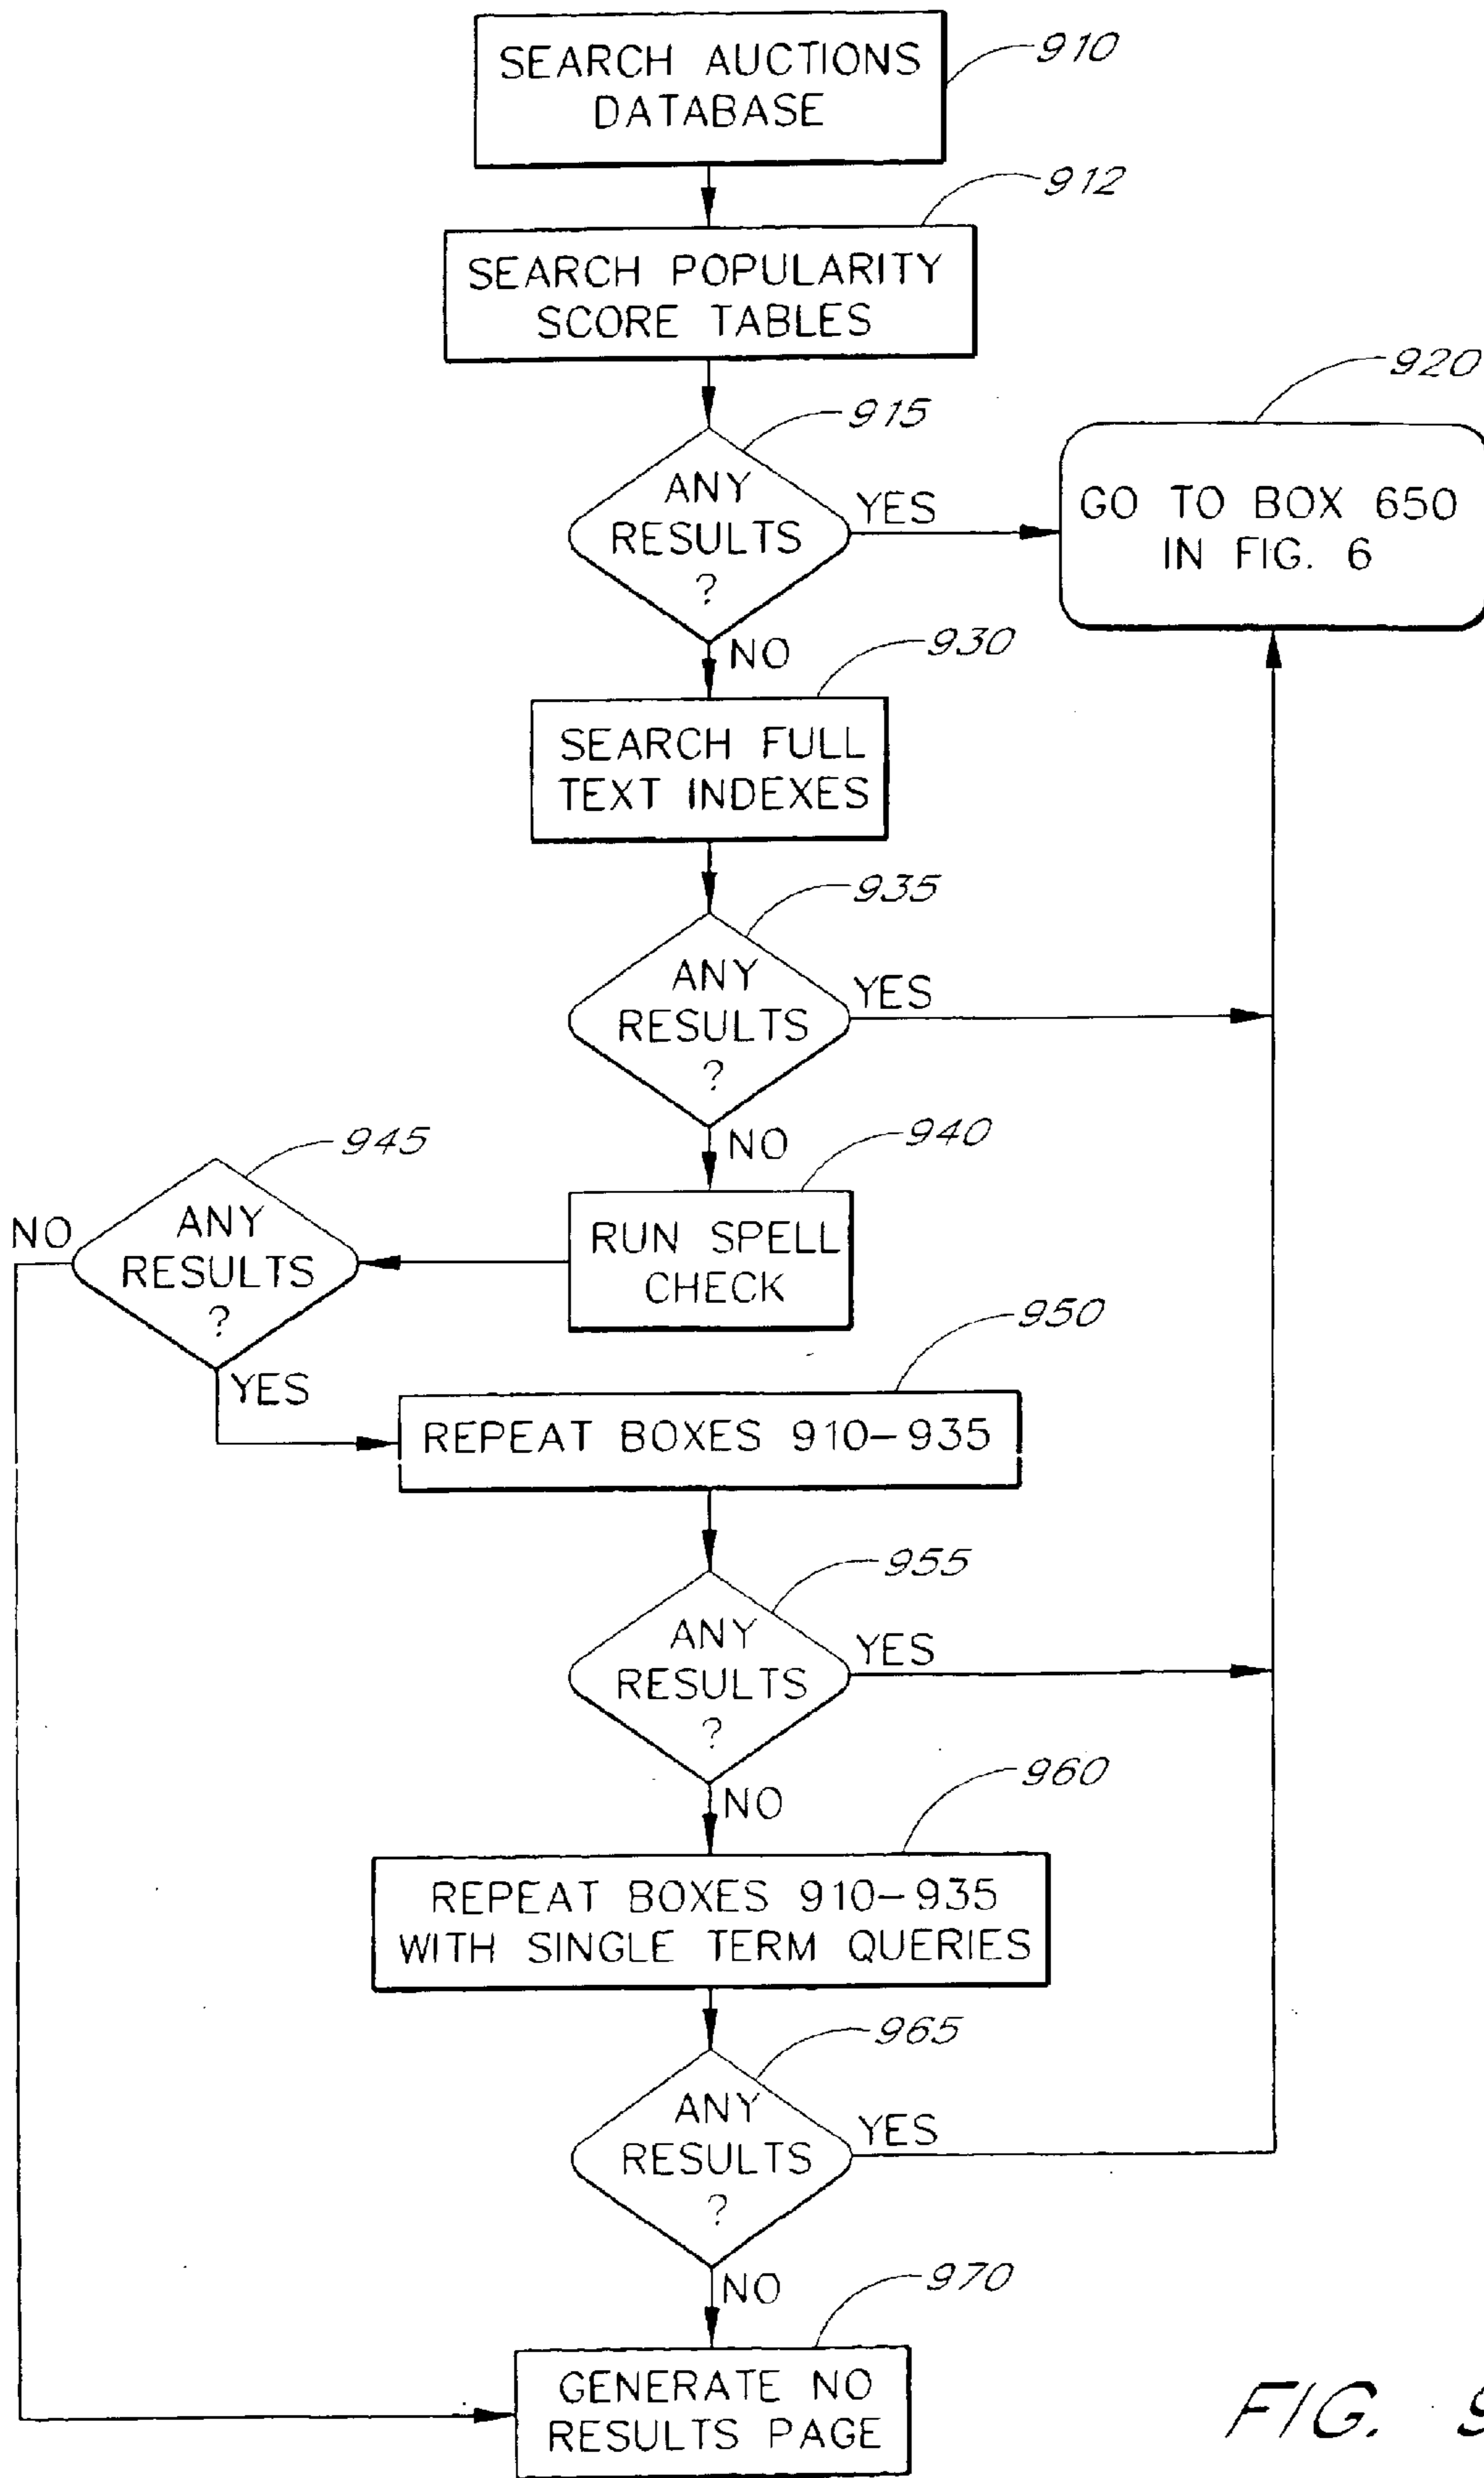 SEARCH AUCTIONS
DATABASE
910
SEARCH POPULARITY
SCORE TABLES
912
ANY
RESULTS
?
915
YES
GO TO BOX 650
IN FIG. 6
920
NO
SEARCH FULL
TEXT INDEXES
930
ANY
RESULTS
?
935
YES
NO
RUN SPELL
CHECK
940
ANY
RESULTS
?
945
NO
YES
REPEAT BOXES 910-935
950
ANY
RESULTS
?
955
YES
NO
REPEAT BOXES 910-935
WITH SINGLE TERM QUERIES
960
ANY
RESULTS
?
965
YES
NO
GENERATE NO
RESULTS PAGE
970
FIG. 9